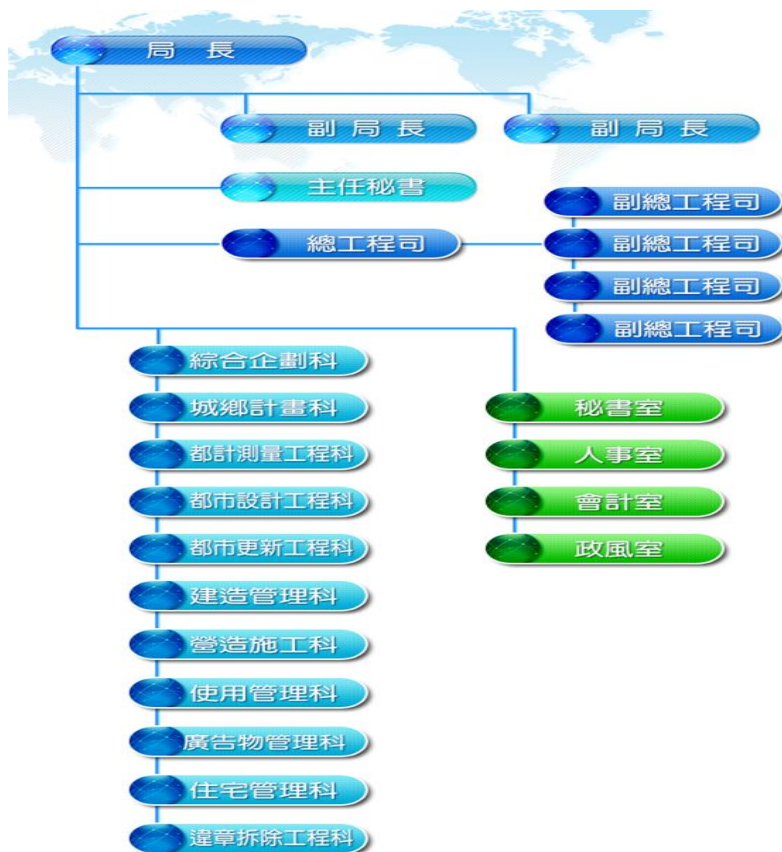 局 長
副 局 長
副 局 長
主任秘書
總工程司
副總工程司
副總工程司
副總工程司
副總工程司
綜合企劃科
城鄉計畫科
都計測量工程科
都市設計工程科
都市更新工程科
建造管理科
營造施工科
使用管理科
廣告物管理科
住宅管理科
違章拆除工程科
秘書室
人事室
會計室
政風室